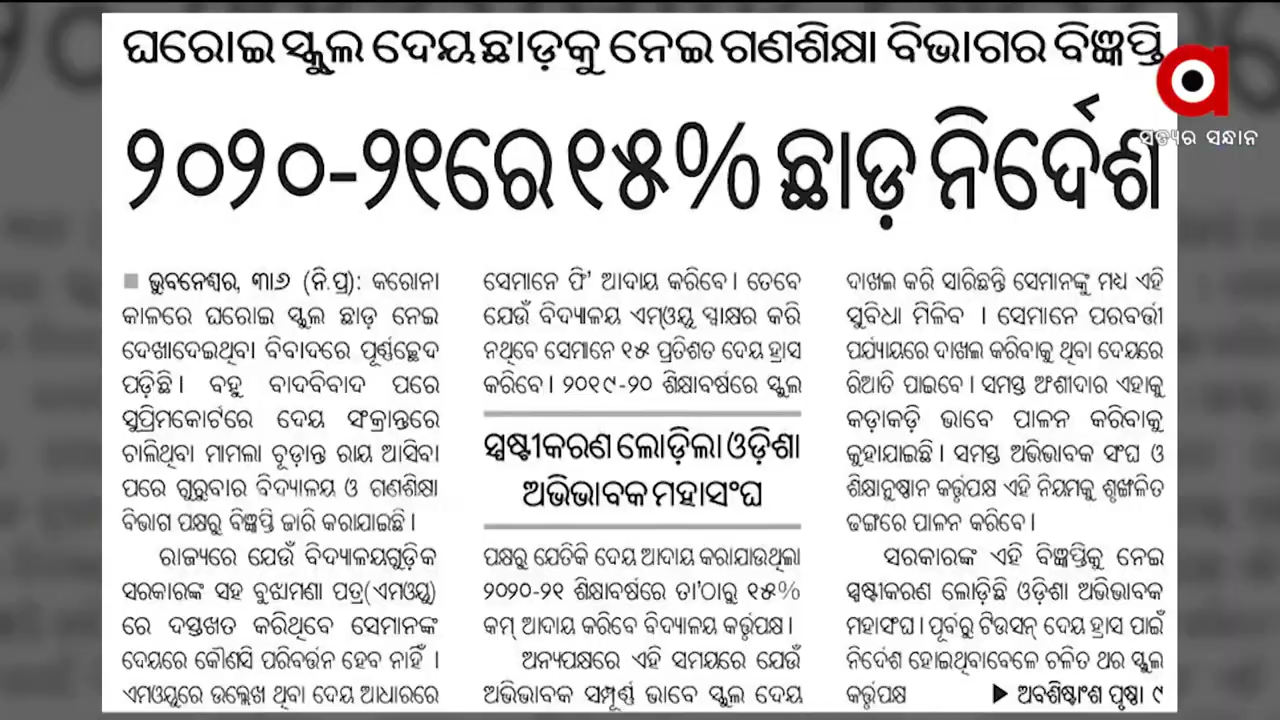 ଘରୋଇ ସ୍କୁଲ ଦେୟ ଛାଡ଼କୁ ନେଇ ଗଣଶିକ୍ଷା ବିଭାଗର ବିଜ୍ଞପ୍ତି
ସତ୍ୟର ସନ୍ଧାନ
୨୦୨୦-୨୧ରେ ୧୫% ଛାଡ଼ ନିର୍ଦେଶ
ଭୁବନେଶ୍ୱର, ୩ା୬ (ନି.ପ୍ର): କରୋନା
କାଳରେ ଘରୋଇ ସ୍କୁଲ ଛାଡ଼ ନେଇ
ଦେଖାଦେଇଥିବା ବିବାଦରେ ପୂର୍ଣ୍ଣଚ୍ଛେଦ
ପଡ଼ିଛି। ବହୁ ବାଦବିବାଦ ପରେ
ସୁପ୍ରିମକୋର୍ଟରେ ଦେୟ ସଂକ୍ରାନ୍ତରେ
ଚାଲିଥିବା ମାମଲା ଚୂଡ଼ାନ୍ତ ରାୟ ଆସିବା
ପରେ ଗୁରୁବାର ବିଦ୍ୟାଳୟ ଓ ଗଣଶିକ୍ଷା
ବିଭାଗ ପକ୍ଷରୁ ବିଜ୍ଞପ୍ତି ଜାରି କରାଯାଇଛି।
ରାଜ୍ୟରେ ଯେଉଁ ବିଦ୍ୟାଳୟଗୁଡ଼ିକ
ସରକାରଙ୍କ ସହ ବୁଝାମଣା ପତ୍ର(ଏମଓୟୁ)
ରେ ଦସ୍ତଖତ କରିଥିବେ ସେମାନଙ୍କ
ଦେୟରେ କୌଣସି ପରିବର୍ତ୍ତନ ହେବ ନାହିଁ।
ଏମଓୟୁରେ ଉଲ୍ଲେଖ ଥିବା ଦେୟ ଆଧାରରେ
ସେମାନେ ଫି' ଆଦାୟ କରିବେ। ତେବେ
ଯେଉଁ ବିଦ୍ୟାଳୟ ଏମ୍ଓୟୁ ସ୍ୱାକ୍ଷର କରି
ନଥିବେ ସେମାନେ ୧୫ ପ୍ରତିଶତ ଦେୟ ହ୍ରାସ
କରିବେ। ୨୦୧୯-୨୦ ଶିକ୍ଷାବର୍ଷରେ ସ୍କୁଲ
ସ୍ପଷ୍ଟୀକରଣ ଲୋଡ଼ିଲା ଓଡ଼ିଶା
ଅଭିଭାବକ ମହାସଂଘ
ପକ୍ଷରୁ ଯେତିକି ଦେୟ ଆଦାୟ କରାଯାଉଥିଲା
୨୦୨୦-୨୧ ଶିକ୍ଷାବର୍ଷରେ ତା'ଠାରୁ ୧୫%
କମ୍ ଆଦାୟ କରିବେ ବିଦ୍ୟାଳୟ କର୍ତ୍ତୃପକ୍ଷ।
ଅନ୍ୟପକ୍ଷରେ ଏହି ସମୟରେ ଯେଉଁ
ଅଭିଭାବକ ସମ୍ପୂର୍ଣ୍ଣ ଭାବେ ସ୍କୁଲ ଦେୟ
ଦାଖଲ କରି ସାରିଛନ୍ତି ସେମାନଙ୍କୁ ମଧ୍ୟ ଏହି
ସୁବିଧା ମିଳିବ । ସେମାନେ ପରବର୍ତ୍ତୀ
ପର୍ଯ୍ୟାୟରେ ଦାଖଲ କରିବାକୁ ଥିବା ଦେୟରେ
ରିଆତି ପାଇବେ। ସମସ୍ତ ଅଂଶୀଦାର ଏହାକୁ
କଡ଼ାକଡ଼ି ଭାବେ ପାଳନ କରିବାକୁ
କୁହାଯାଇଛି। ସମସ୍ତ ଅଭିଭାବକ ସଂଘ ଓ
ଶିକ୍ଷାନୁଷ୍ଠାନ କର୍ତ୍ତୃପକ୍ଷ ଏହି ନିୟମକୁ ଶୃଙ୍ଖଳିତ
ଢଙ୍ଗରେ ପାଳନ କରିବେ।
ସରକାରଙ୍କ ଏହି ବିଜ୍ଞପ୍ତିକୁ ନେଇ
ସ୍ପଷ୍ଟୀକରଣ ଲୋଡ଼ିଛି ଓଡ଼ିଶା ଅଭିଭାବକ
ମହାସଂଘ। ପୂର୍ବରୁ ଟିଉସନ୍ ଦେୟ ହ୍ରାସ ପାଇଁ
ନିର୍ଦେଶ ହୋଇଥିବାବେଳେ ଚଳିତ ଥର ସ୍କୁଲ
କର୍ତ୍ତୃପକ୍ଷ ▶ ଅବଶିଷ୍ଟାଂଶ ପୃଷ୍ଠା ୯